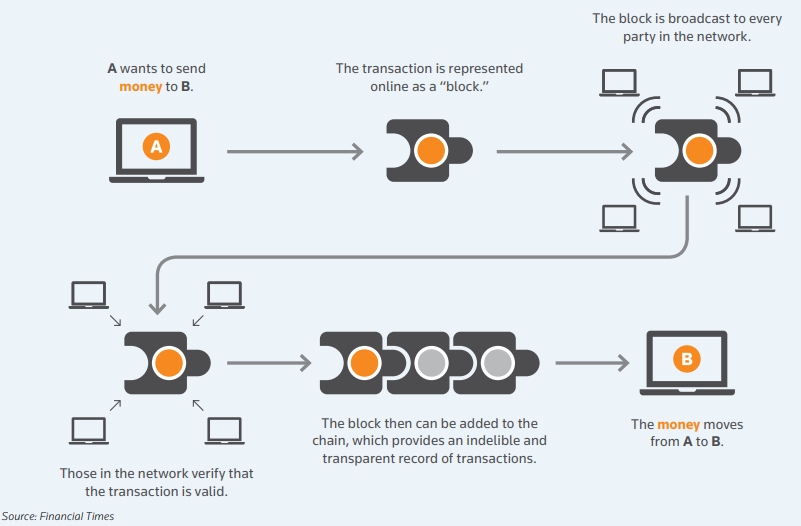 A wants to send
money to B.
A
The transaction is represented
online as a “block.”
The block is broadcast to every
party in the network.
Those in the network verify that
the transaction is valid.
The block then can be added to the
chain, which provides an indelible and
transparent record of transactions.
B
The money moves
from A to B.
Source: Financial Times